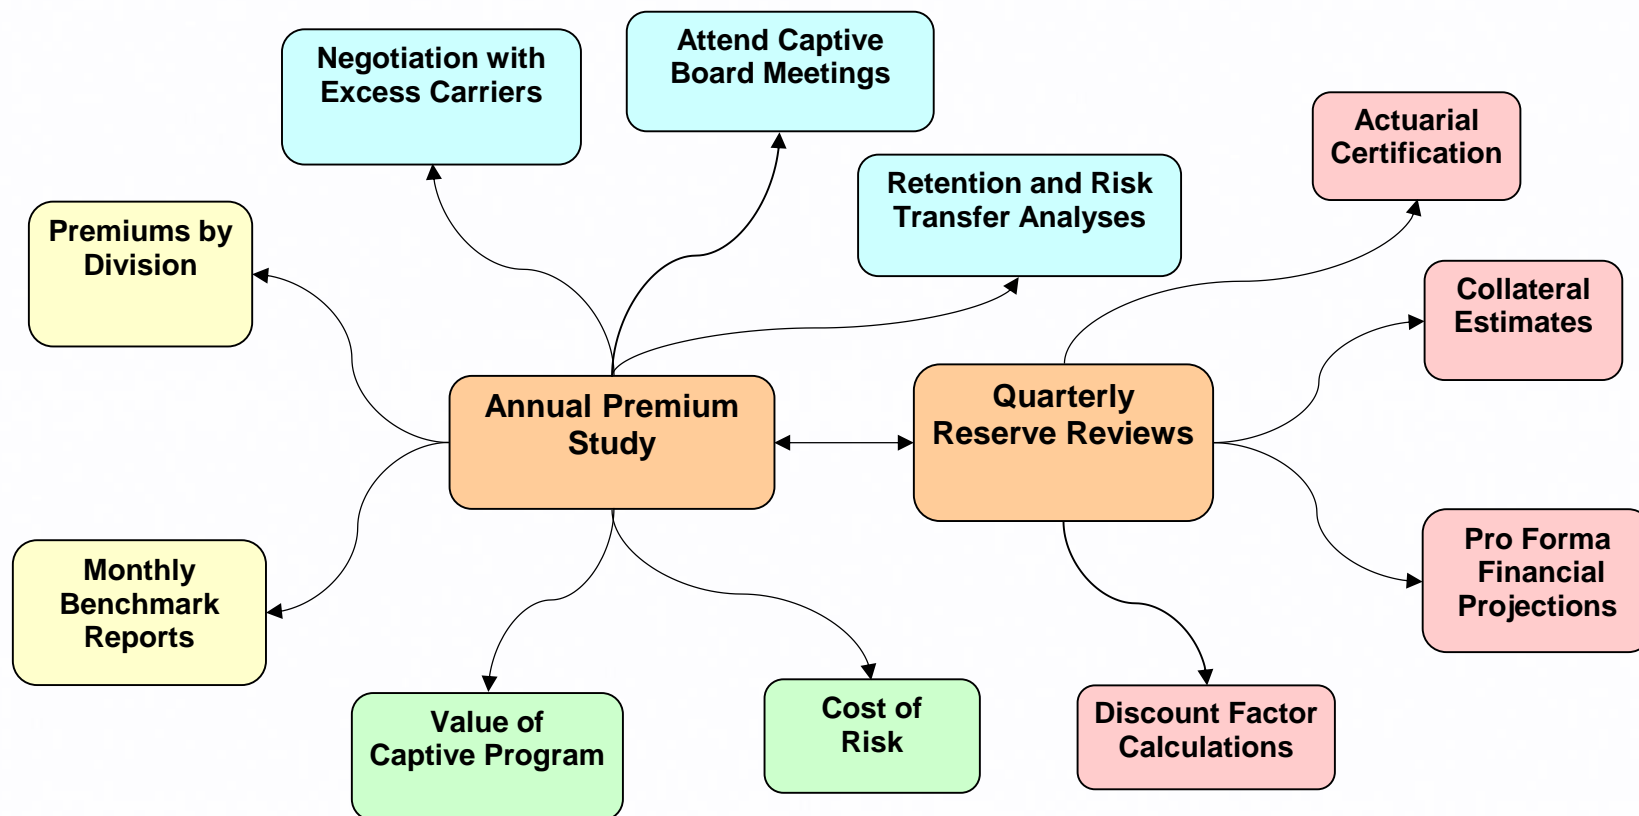 Negotiation with
Excess Carriers
Attend Captive
Board Meetings
Actuarial
Certification
Retention and Risk
Transfer Analyses
Premiums by
Division
Collateral
Estimates
Annual Premium
Study
Quarterly
Reserve Reviews
Monthly
Benchmark
Reports
Pro Forma
Financial
Projections
Value of
Captive Program
Cost of
Risk
Discount Factor
Calculations